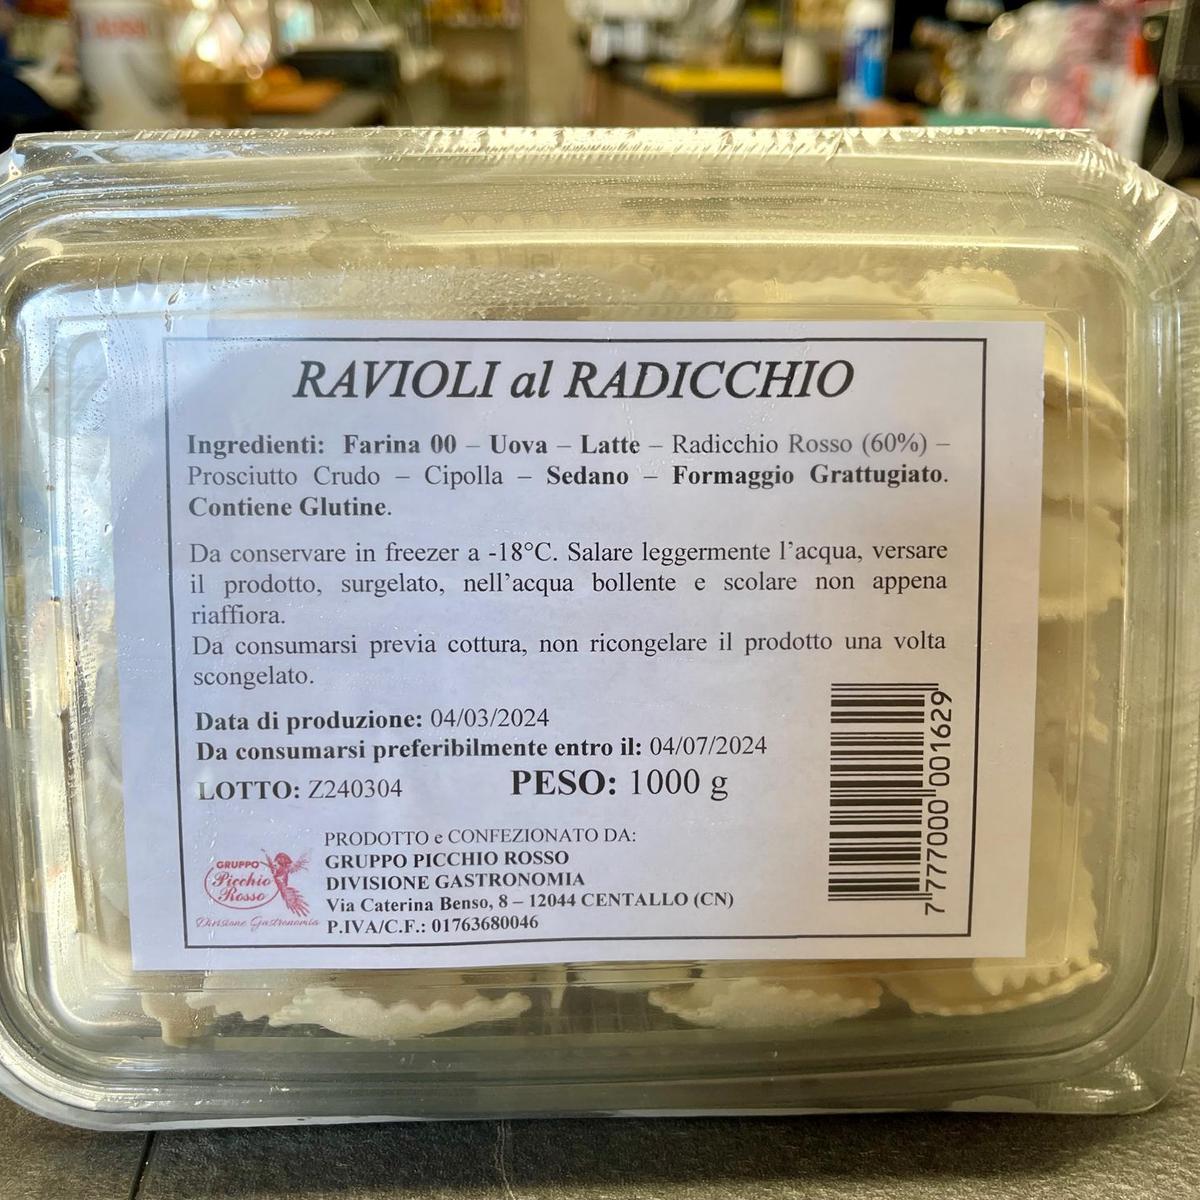 RAVIOLI al RADICCHIO
Ingredienti: Farina 00 – Uova – Latte – Radicchio Rosso (60%) –
Prosciutto Crudo – Cipolla – Sedano – Formaggio Grattugiato.
Contiene Glutine.
Da conservare in freezer a -18°C. Salare leggermente l'acqua, versare
il prodotto, surgelato, nell'acqua bollente e scolare non appena
riaffiora.
Da consumarsi previa cottura, non ricongelare il prodotto una volta
scongelato.
Data di produzione: 04/03/2024
Da consumarsi preferibilmente entro il: 04/07/2024
LOTTO: Z240304 PESO: 1000 g
7 777000 001629
PRODOTTO e CONFEZIONATO DA:
GRUPPO PICCHIO ROSSO
DIVISIONE GASTRONOMIA
Via Caterina Benso, 8 – 12044 CENTALLO (CN)
P.IVA/C.F.: 01763680046
GRUPPO
Picchio
Rosso
Divisione Gastronomia